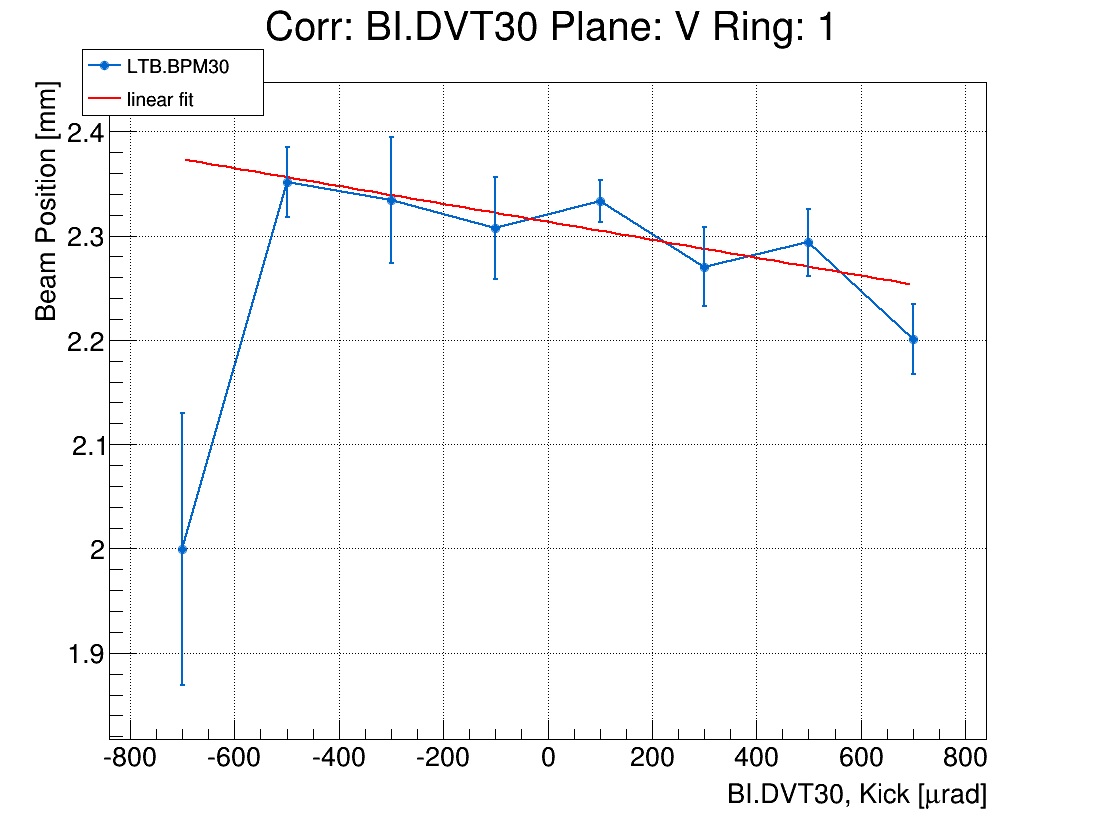 Corr: BI.DVT30 Plane: V Ring: 1
LTB.BPM30
linear fit
Beam Position [mm]
2.4
2.3
2.2
2.1
2
1.9
-800 -600 -400 -200 0 200 400 600 800
BI.DVT30, Kick [μrad]